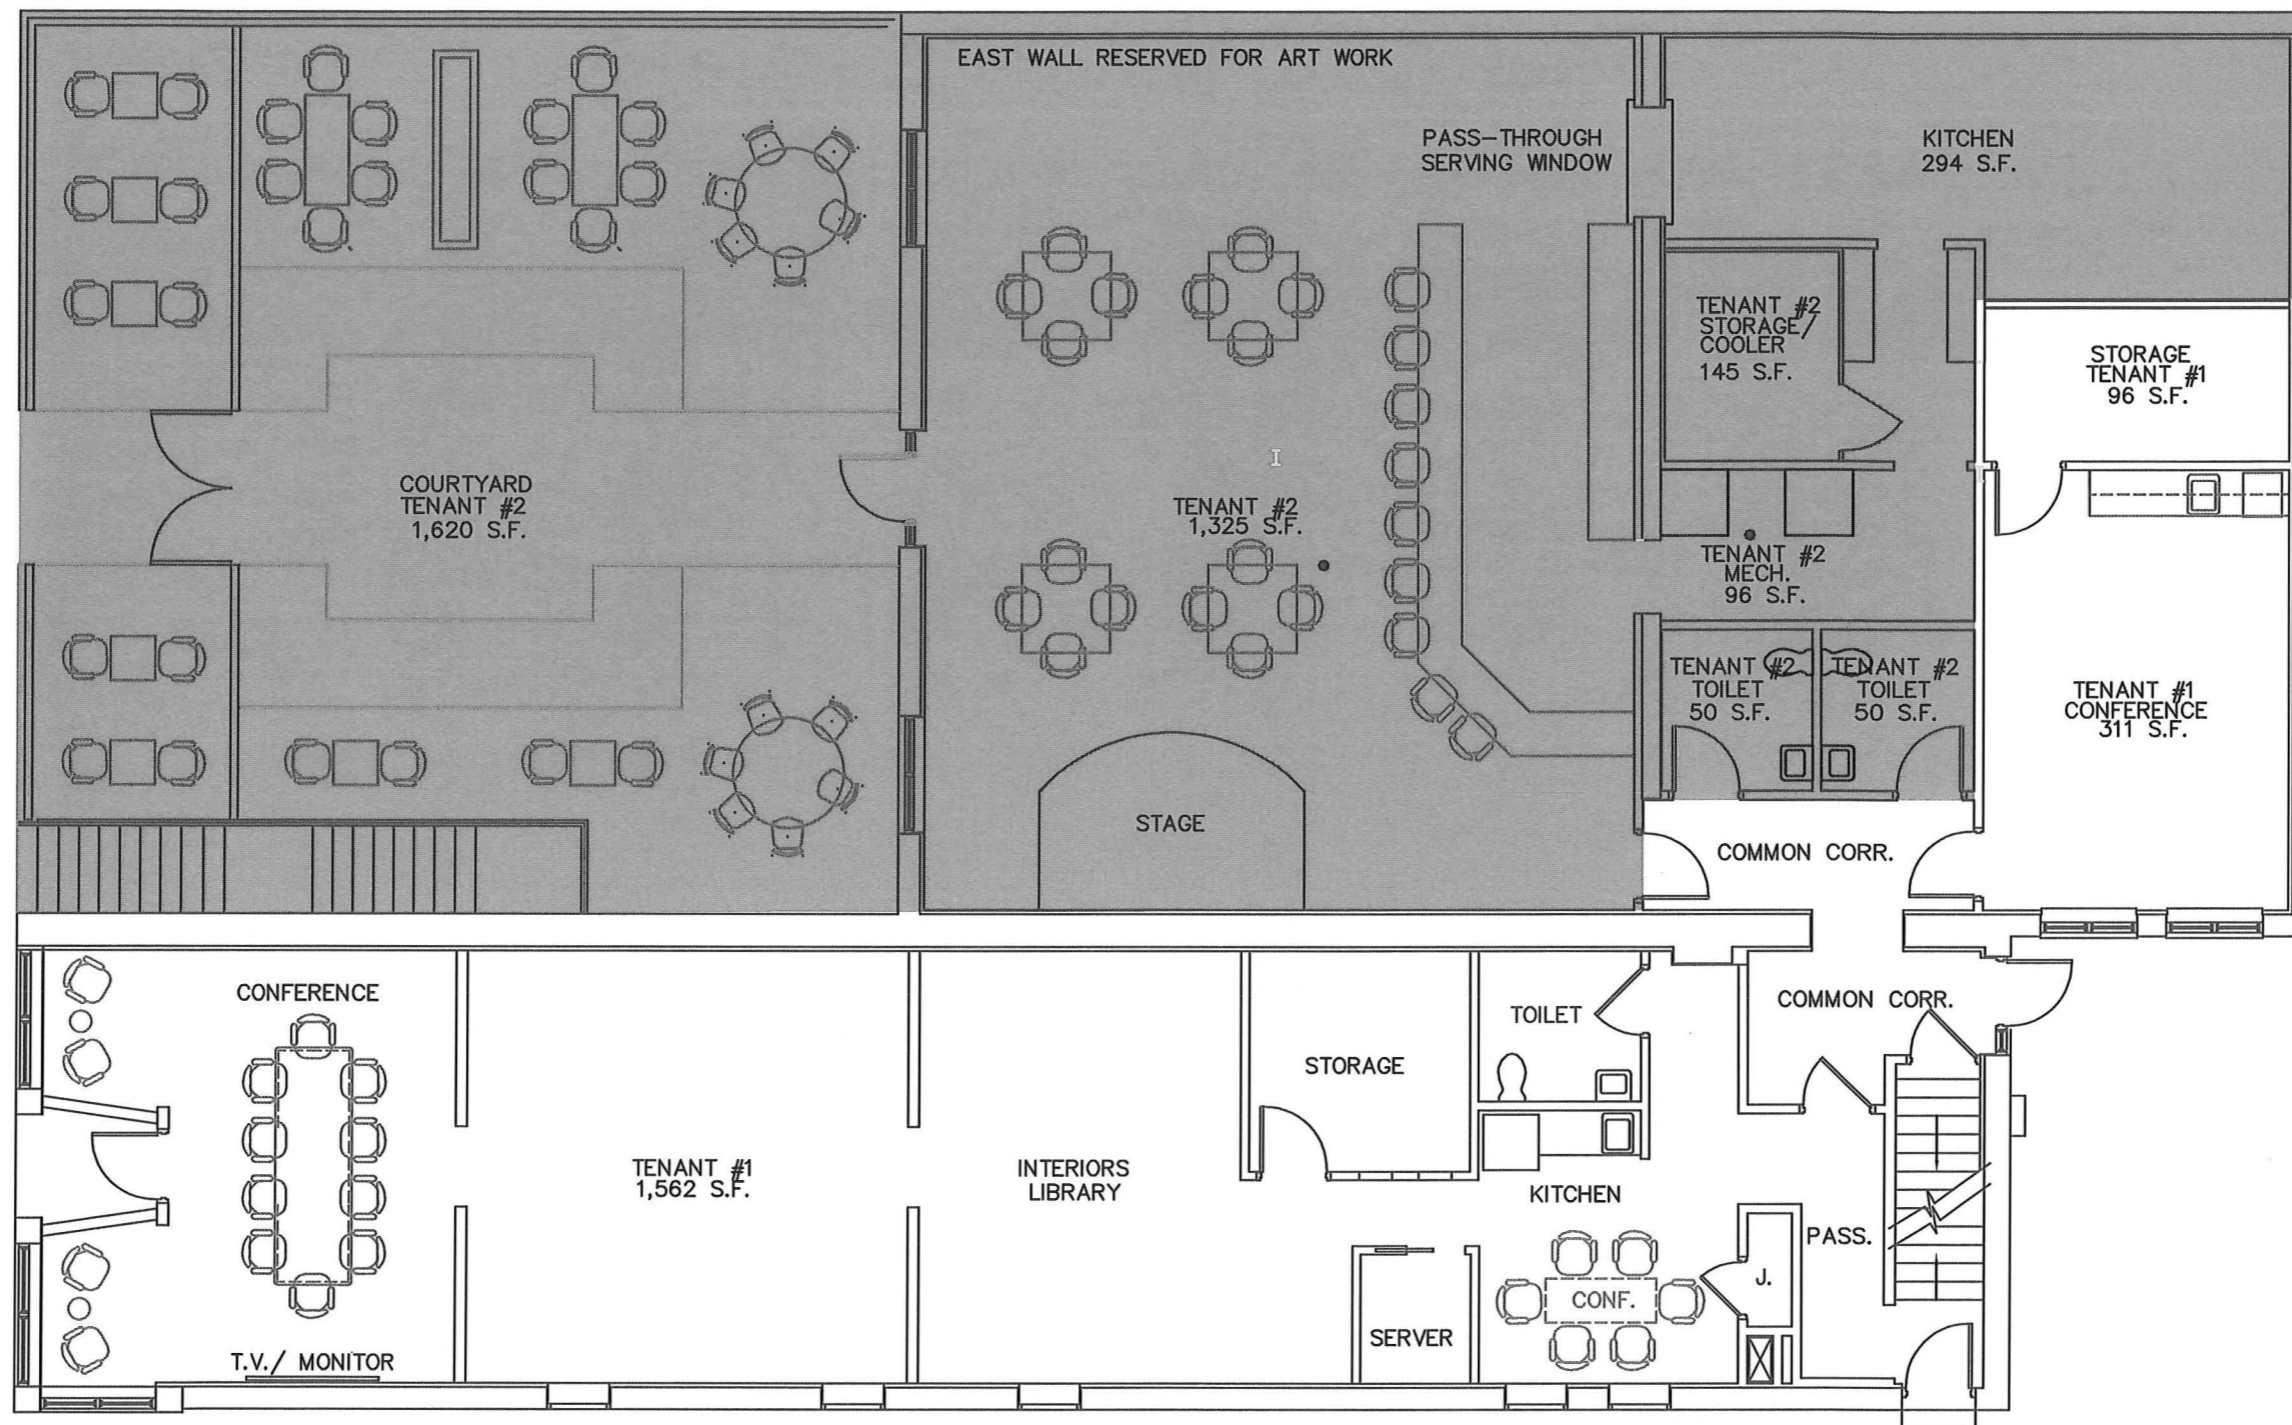 EAST WALL RESERVED FOR ART WORK
PASS-THROUGH
SERVING WINDOW
KITCHEN
294 S.F.
TENANT #2
STORAGE/
COOLER
145 S.F.
STORAGE
TENANT #1
96 S.F.
COURTYARD
TENANT #2
1,620 S.F.
TENANT #2
1,325 S.F.
TENANT #2
MECH.
96 S.F.
TENANT #2
TOILET
50 S.F.
TENANT #2
TOILET
50 S.F.
TENANT #1
CONFERENCE
311 S.F.
STAGE
COMMON CORR.
CONFERENCE
TOILET
COMMON CORR.
STORAGE
TENANT #1
1,562 S.F.
INTERIORS
LIBRARY
KITCHEN
PASS.
J.
CONF.
SERVER
T.V./ MONITOR